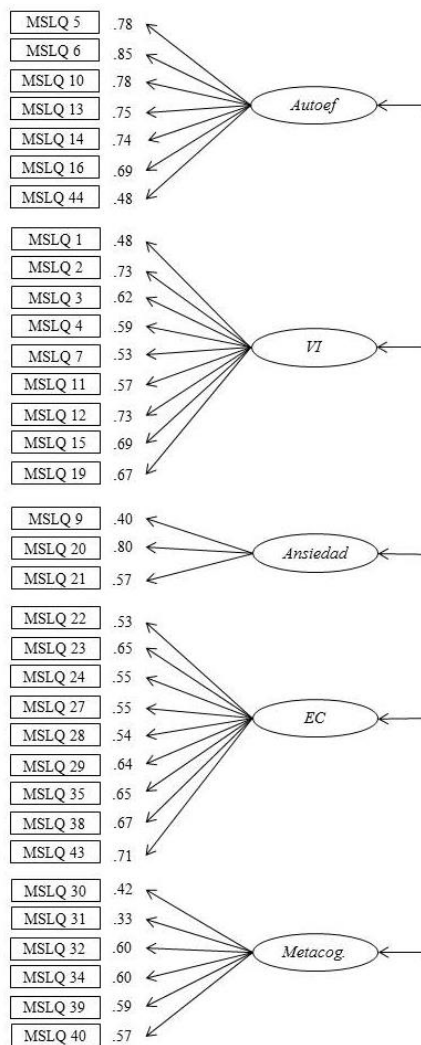 MSLQ 5 .78
MSLQ 6 .85
MSLQ 10 .78
MSLQ 13 .75
MSLQ 14 .74
MSLQ 16 .69
MSLQ 44 .48
Autoef
MSLQ 1 .48
MSLQ 2 .73
MSLQ 3 .62
MSLQ 4 .59
MSLQ 7 .53
MSLQ 11 .57
MSLQ 12 .73
MSLQ 15 .69
MSLQ 19 .67
VI
MSLQ 9 .40
MSLQ 20 .80
MSLQ 21 .57
Ansiedad
MSLQ 22 .53
MSLQ 23 .65
MSLQ 24 .55
MSLQ 27 .55
MSLQ 28 .54
MSLQ 29 .64
MSLQ 35 .65
MSLQ 38 .67
MSLQ 43 .71
EC
MSLQ 30 .42
MSLQ 31 .33
MSLQ 32 .60
MSLQ 34 .60
MSLQ 39 .59
MSLQ 40 .57
Metacog.